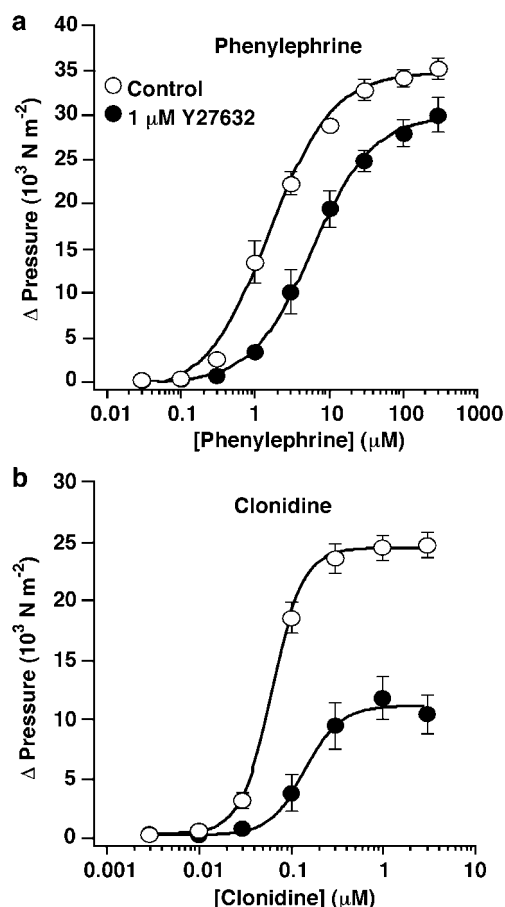 a
Phenylephrine
Control
1 μM Y27632
Δ Pressure (10³ N m⁻²)
40
35
30
25
20
15
10
5
0
0.01 0.1 1 10 100 1000
[Phenylephrine] (μM)
b
Clonidine
Δ Pressure (10³ N m⁻²)
30
25
20
15
10
5
0
0.001 0.01 0.1 1 10
[Clonidine] (μM)